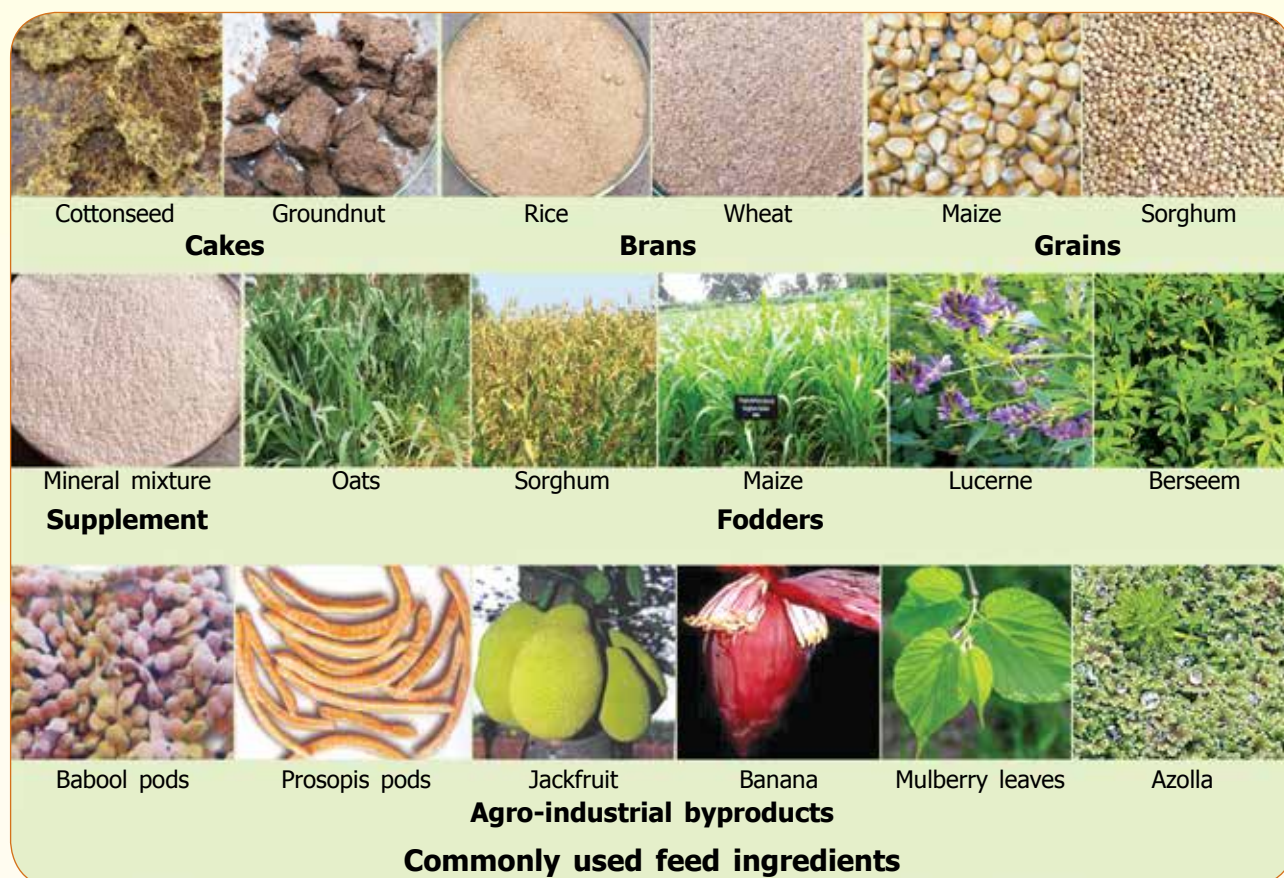 Cottonseed Groundnut Rice Wheat Maize Sorghum
Cakes Brans Grains
Mineral mixture Oats Sorghum Maize Lucerne Berseem
Supplement Fodders
Babool pods Prosopis pods Jackfruit Banana Mulberry leaves Azolla
Agro-industrial byproducts
Commonly used feed ingredients